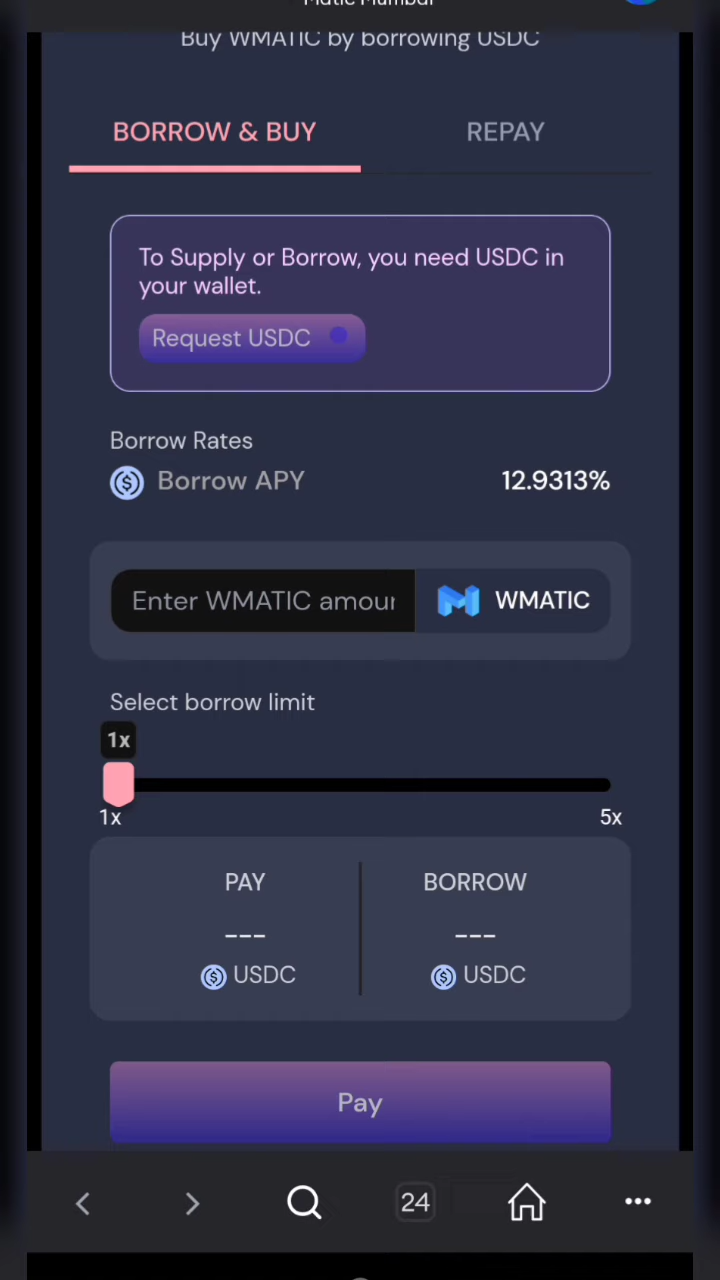 Matic Mumbai
Buy WMATIC by borrowing USDC
BORROW & BUY
REPAY
To Supply or Borrow, you need USDC in
your wallet.
Request USDC
Borrow Rates
Borrow APY
12.9313%
Enter WMATIC amour
WMATIC
Select borrow limit
1x
1x
5x
PAY
BORROW
---
---
USDC
USDC
Pay
24